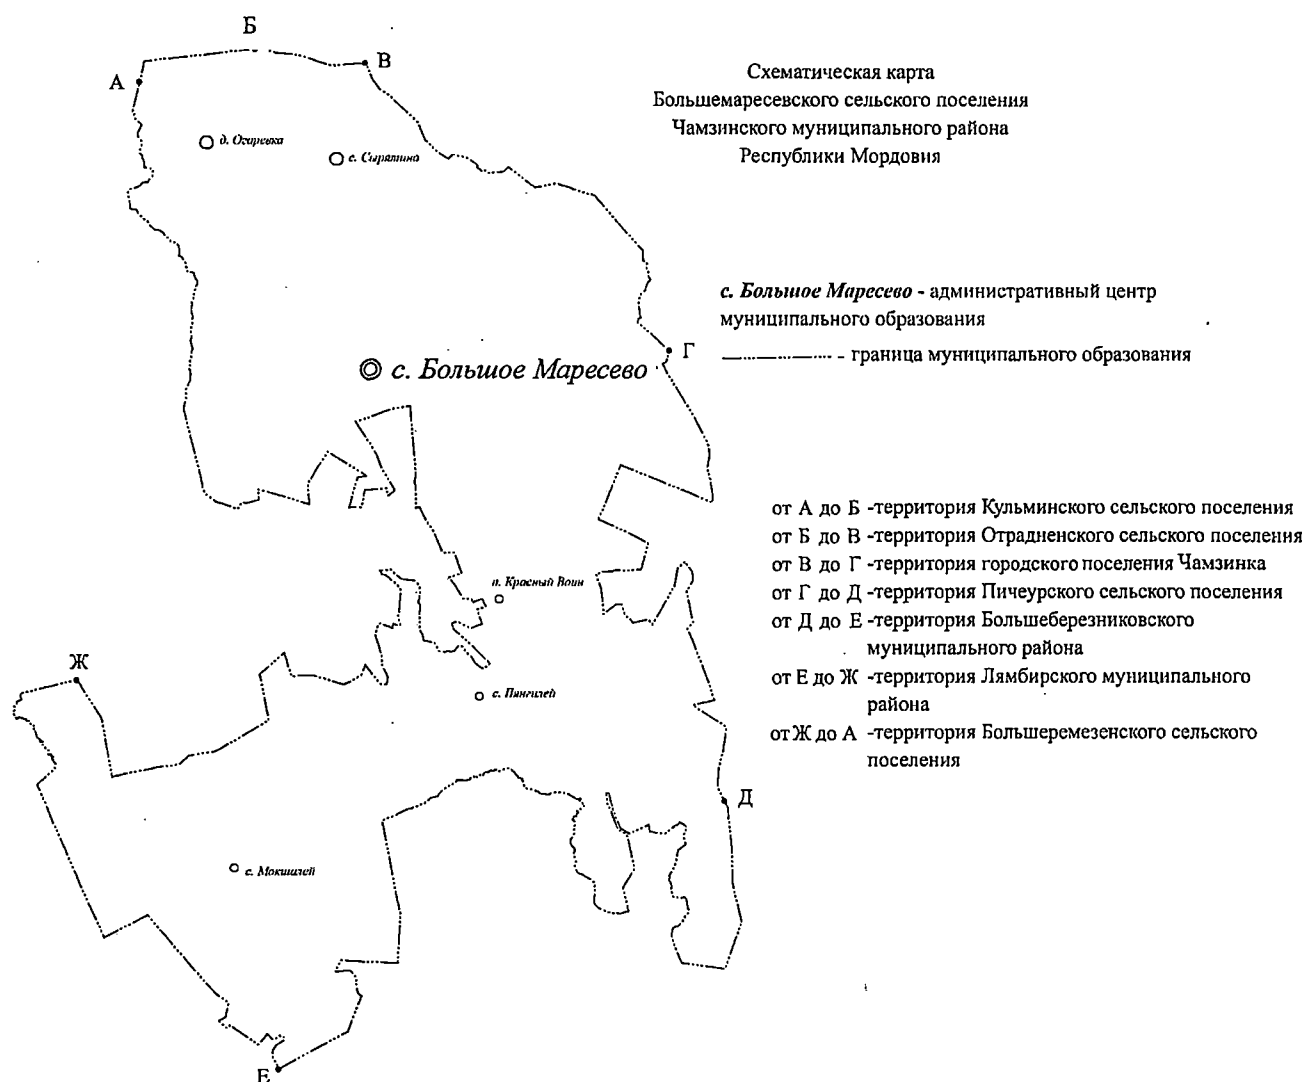 Б
А
В
Схематическая карта
Большемаресевского сельского поселения
Чамзинского муниципального района
Республики Мордовия
д. Огаревка
с. Сырятино
с. Большое Маресево - административный центр
муниципального образования
- граница муниципального образования
Г
с. Большое Маресево
от А до Б -территория Кульминского сельского поселения
от Б до В -территория Отрадненского сельского поселения
от В до Г -территория городского поселения Чамзинка
от Г до Д -территория Пичеурского сельского поселения
от Д до Е -территория Большеберезниковского
муниципального района
от Е до Ж -территория Лямбирского муниципального
района
от Ж до А -территория Большеремезенского сельского
поселения
п. Красный Воин
Ж
с. Пянгилей
Д
с. Мокшалей
Е